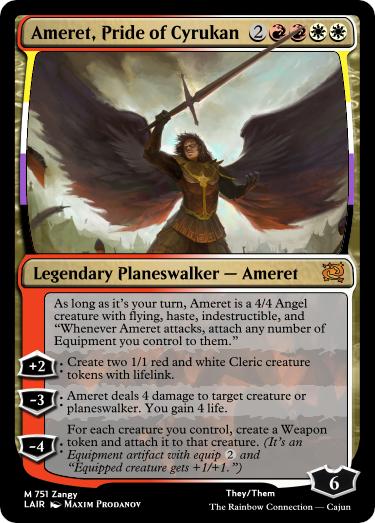 Ameret, Pride of Cyrukan 2
Legendary Planeswalker — Ameret
As long as it's your turn, Ameret is a 4/4 Angel
creature with flying, haste, indestructible, and
“Whenever Ameret attacks, attach any number of
Equipment you control to them.”
+2: Create two 1/1 red and white Cleric creature
tokens with lifelink.
-3: Ameret deals 4 damage to target creature or
planeswalker. You gain 4 life.
For each creature you control, create a Weapon
-4: token and attach it to that creature. (It's an
Equipment artifact with equip 2 and
“Equipped creature gets +1/+1.”)
6
M 751 Zangy
They/Them
LAIR Maxim Prodanov
The Rainbow Connection — Cajun